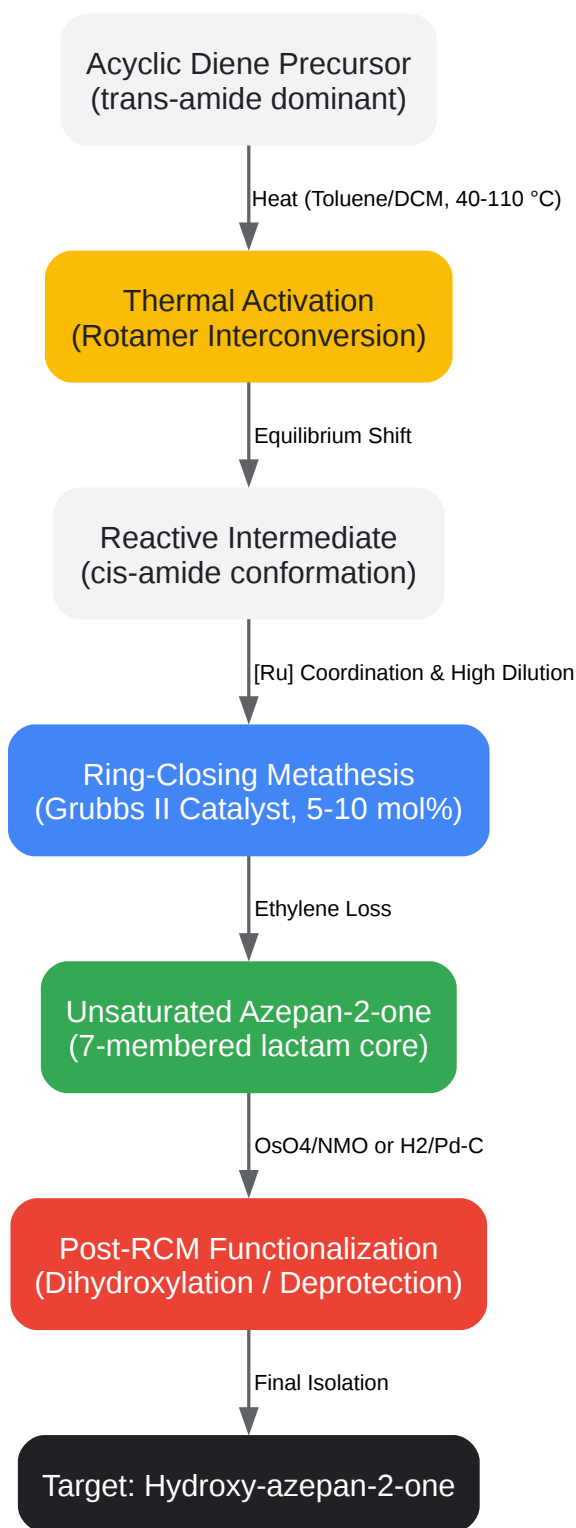 Acyclic Diene Precursor
(trans-amide dominant)
Heat (Toluene/DCM, 40-110 °C)
Thermal Activation
(Rotamer Interconversion)
Equilibrium Shift
Reactive Intermediate
(cis-amide conformation)
[Ru] Coordination & High Dilution
Ring-Closing Metathesis
(Grubbs II Catalyst, 5-10 mol%)
Ethylene Loss
Unsaturated Azepan-2-one
(7-membered lactam core)
OsO4/NMO or H2/Pd-C
Post-RCM Functionalization
(Dihydroxylation / Deprotection)
Final Isolation
Target: Hydroxy-azepan-2-one